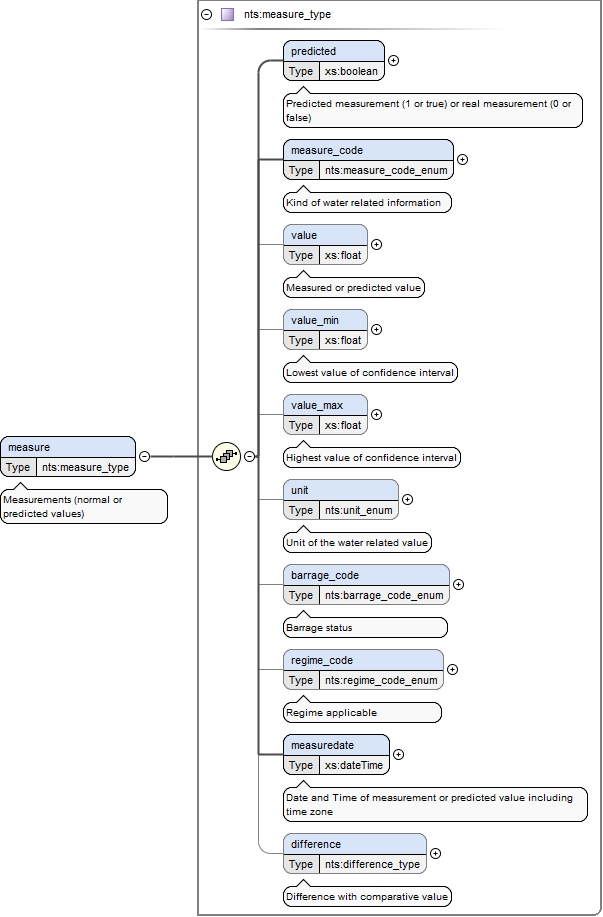 nts:measure_type
predicted
Type xs:boolean
Predicted measurement (1 or true) or real measurement (0 or
false)
measure_code
Type nts:measure_code_enum
Kind of water related information
value
Type xs:float
Measured or predicted value
value_min
Type xs:float
Lowest value of confidence interval
value_max
Type xs:float
Highest value of confidence interval
measure
Type nts:measure_type
Measurements (normal or
predicted values)
unit
Type nts:unit_enum
Unit of the water related value
barrage_code
Type nts:barrage_code_enum
Barrage status
regime_code
Type nts:regime_code_enum
Regime applicable
measuredate
Type xs:dateTime
Date and Time of measurement or predicted value including
time zone
difference
Type nts:difference_type
Difference with comparative value